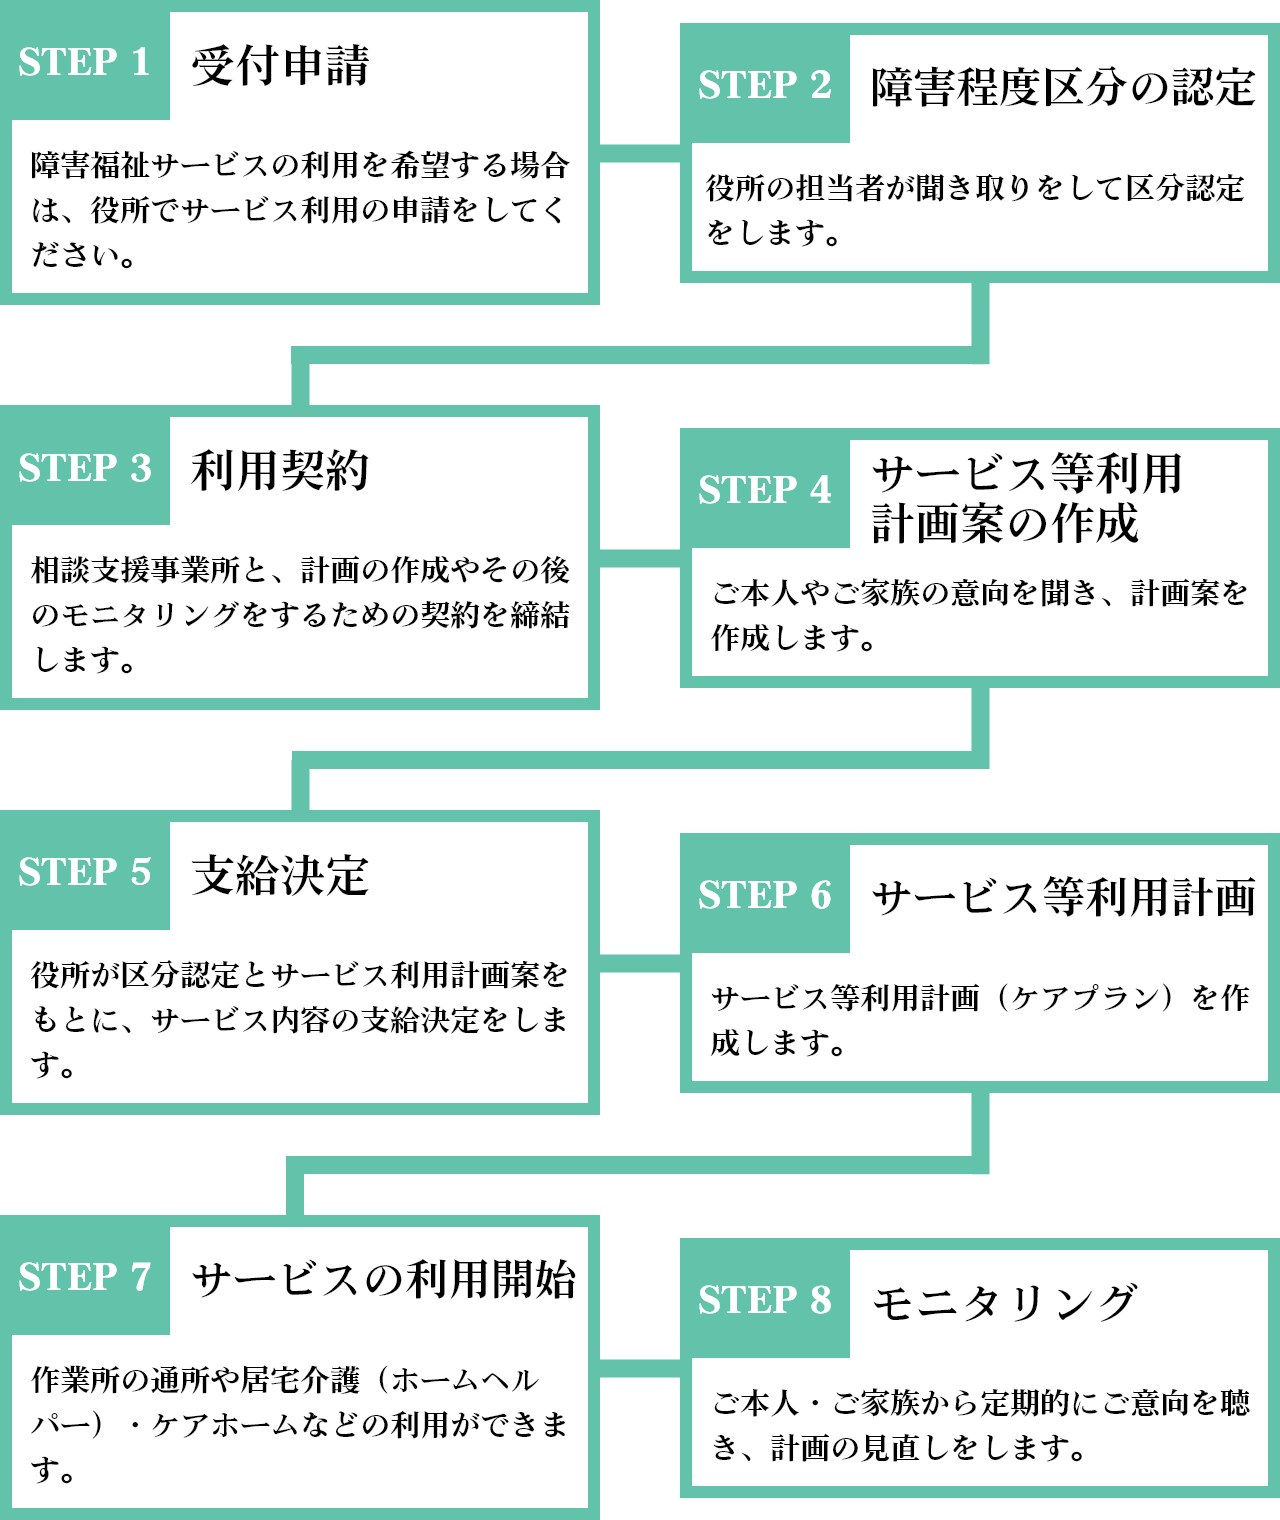 STEP 1
受付申請
障害福祉サービスの利用を希望する場合
は、役所でサービス利用の申請をしてく
ださい。
STEP 2
障害程度区分の認定
役所の担当者が聞き取りをして区分認定
をします。
STEP 3
利用契約
相談支援事業所と、計画の作成やその後
のモニタリングをするための契約を締結
します。
STEP 4
サービス等利用
計画案の作成
ご本人やご家族の意向を聞き、計画案を
作成します。
STEP 5
支給決定
役所が区分認定とサービス利用計画案を
もとに、サービス内容の支給決定をしま
す。
STEP 6
サービス等利用計画
サービス等利用計画（ケアプラン）を作
成します。
STEP 7
サービスの利用開始
作業所の通所や居宅介護（ホームヘル
パー）・ケアホームなどの利用ができま
す。
STEP 8
モニタリング
ご本人・ご家族から定期的にご意向を聴
き、計画の見直しをします。